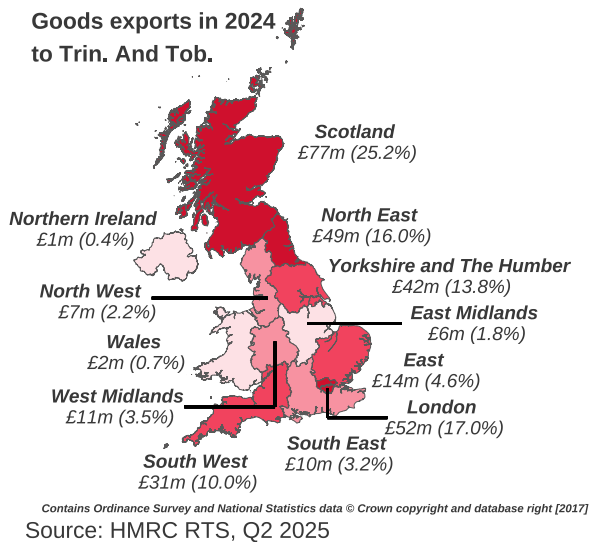 Goods exports in 2024
to Trin. And Tob.
Scotland
£77m (25.2%)
Northern Ireland
£1m (0.4%)
North East
£49m (16.0%)
Yorkshire and The Humber
£42m (13.8%)
North West
£7m (2.2%)
East Midlands
£6m (1.8%)
Wales
£2m (0.7%)
East
£14m (4.6%)
West Midlands
£11m (3.5%)
London
£52m (17.0%)
South East
£10m (3.2%)
South West
£31m (10.0%)
Contains Ordinance Survey and National Statistics data © Crown copyright and database right [2017]
Source: HMRC RTS, Q2 2025